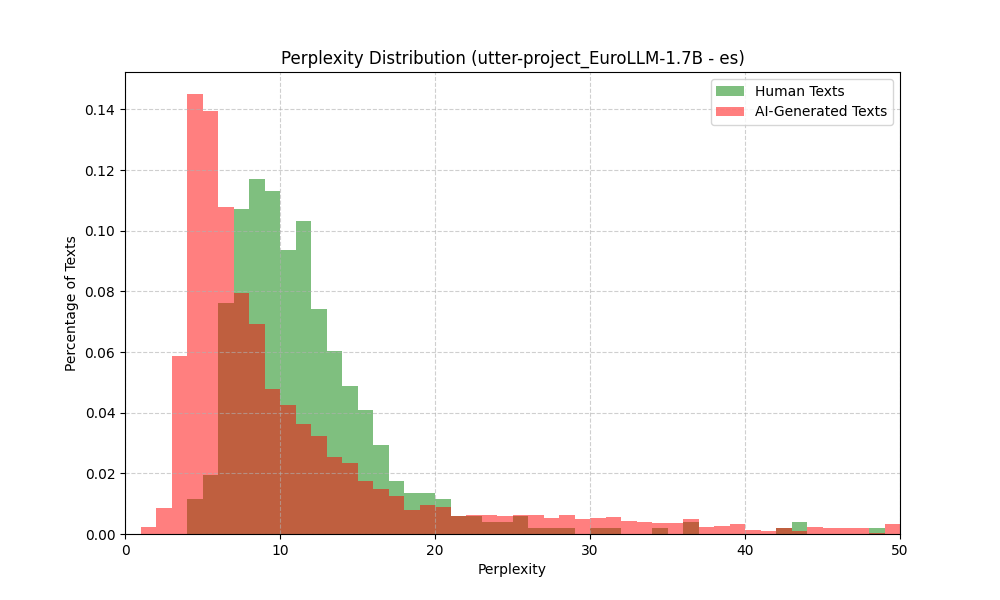 Perplexity Distribution (utter-project_EuroLLM-1.7B - es)
Human Texts
AI-Generated Texts
Percentage of Texts
0.14
0.12
0.10
0.08
0.06
0.04
0.02
0.00
0
10
20
30
40
50
Perplexity